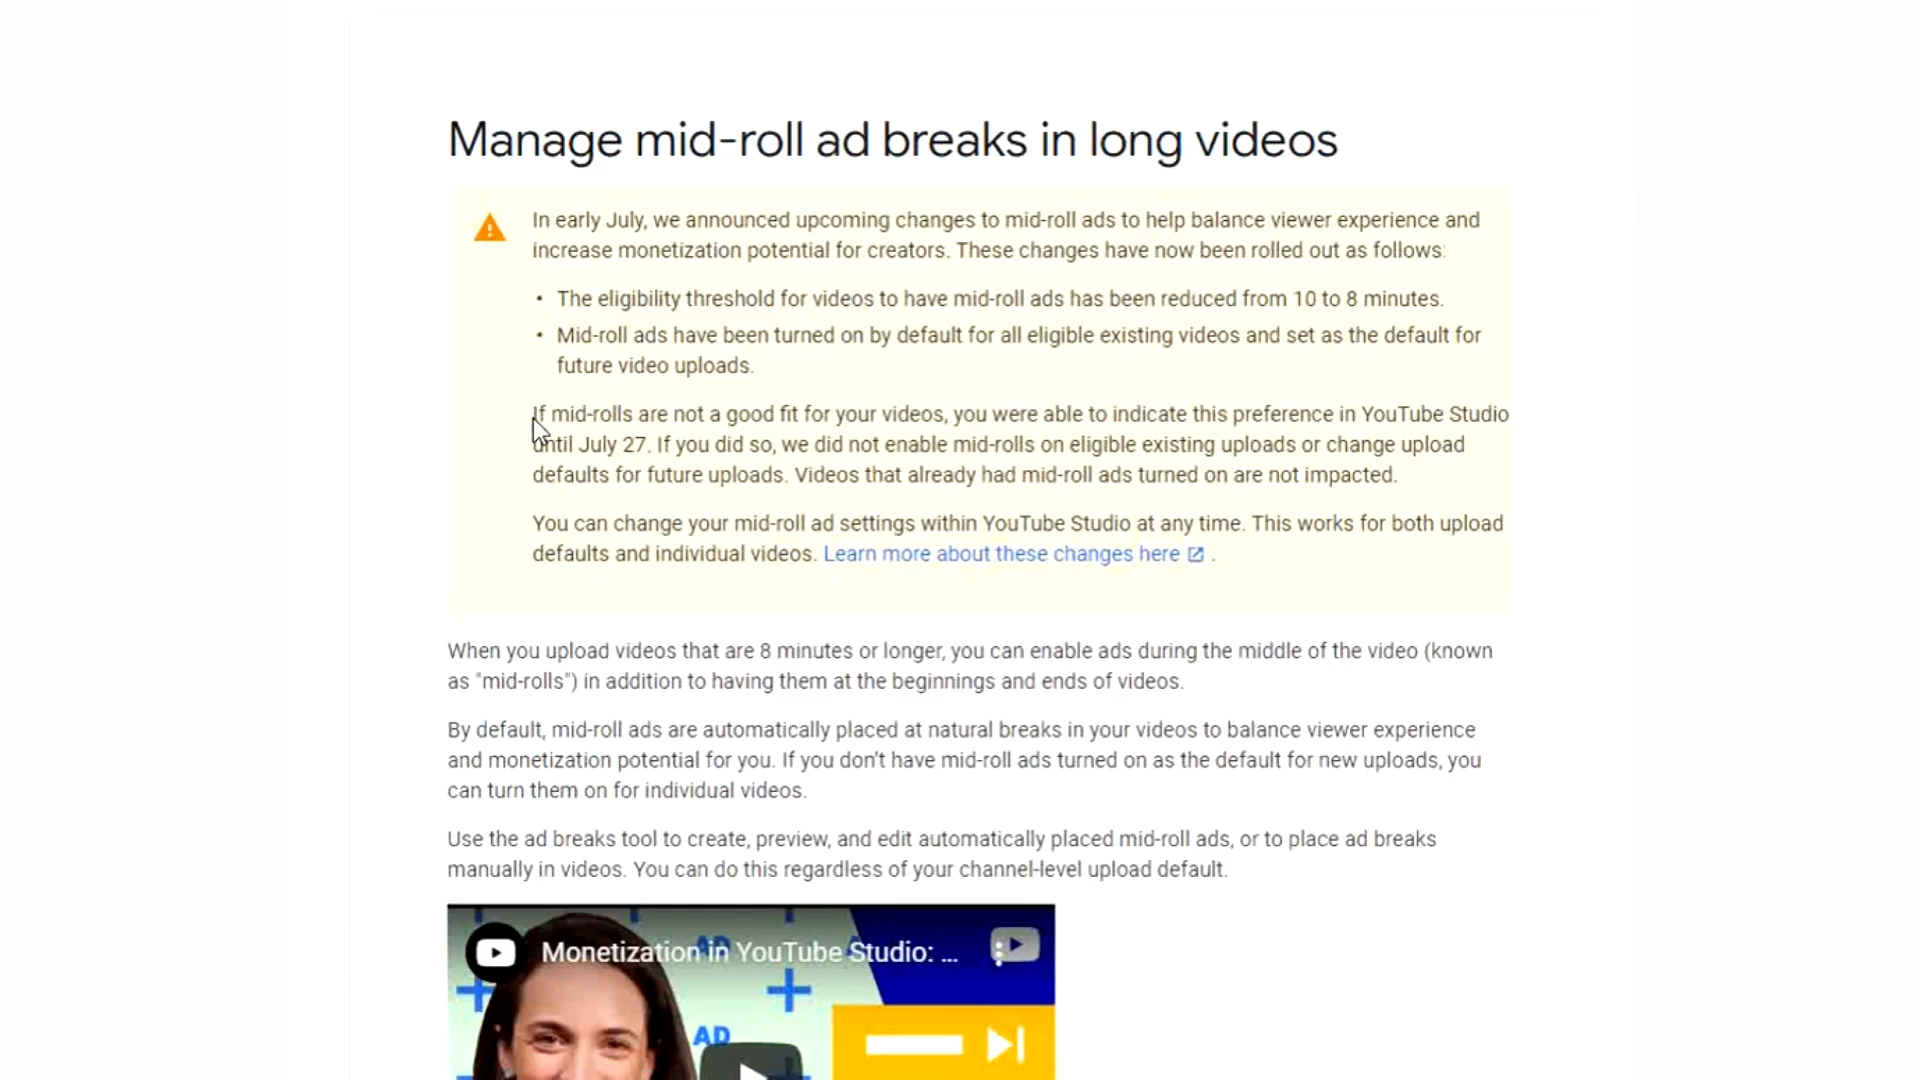 Manage mid-roll ad breaks in long videos
In early July, we announced upcoming changes to mid-roll ads to help balance viewer experience and
increase monetization potential for creators. These changes have now been rolled out as follows:
• The eligibility threshold for videos to have mid-roll ads has been reduced from 10 to 8 minutes.
• Mid-roll ads have been turned on by default for all eligible existing videos and set as the default for
future video uploads.
If mid-rolls are not a good fit for your videos, you were able to indicate this preference in YouTube Studio
until July 27. If you did so, we did not enable mid-rolls on eligible existing uploads or change upload
defaults for future uploads. Videos that already had mid-roll ads turned on are not impacted.
You can change your mid-roll ad settings within YouTube Studio at any time. This works for both upload
defaults and individual videos. Learn more about these changes here .
When you upload videos that are 8 minutes or longer, you can enable ads during the middle of the video (known
as "mid-rolls") in addition to having them at the beginnings and ends of videos.
By default, mid-roll ads are automatically placed at natural breaks in your videos to balance viewer experience
and monetization potential for you. If you don't have mid-roll ads turned on as the default for new uploads, you
can turn them on for individual videos.
Use the ad breaks tool to create, preview, and edit automatically placed mid-roll ads, or to place ad breaks
manually in videos. You can do this regardless of your channel-level upload default.
Monetization in YouTube Studio: ...
AD
AD